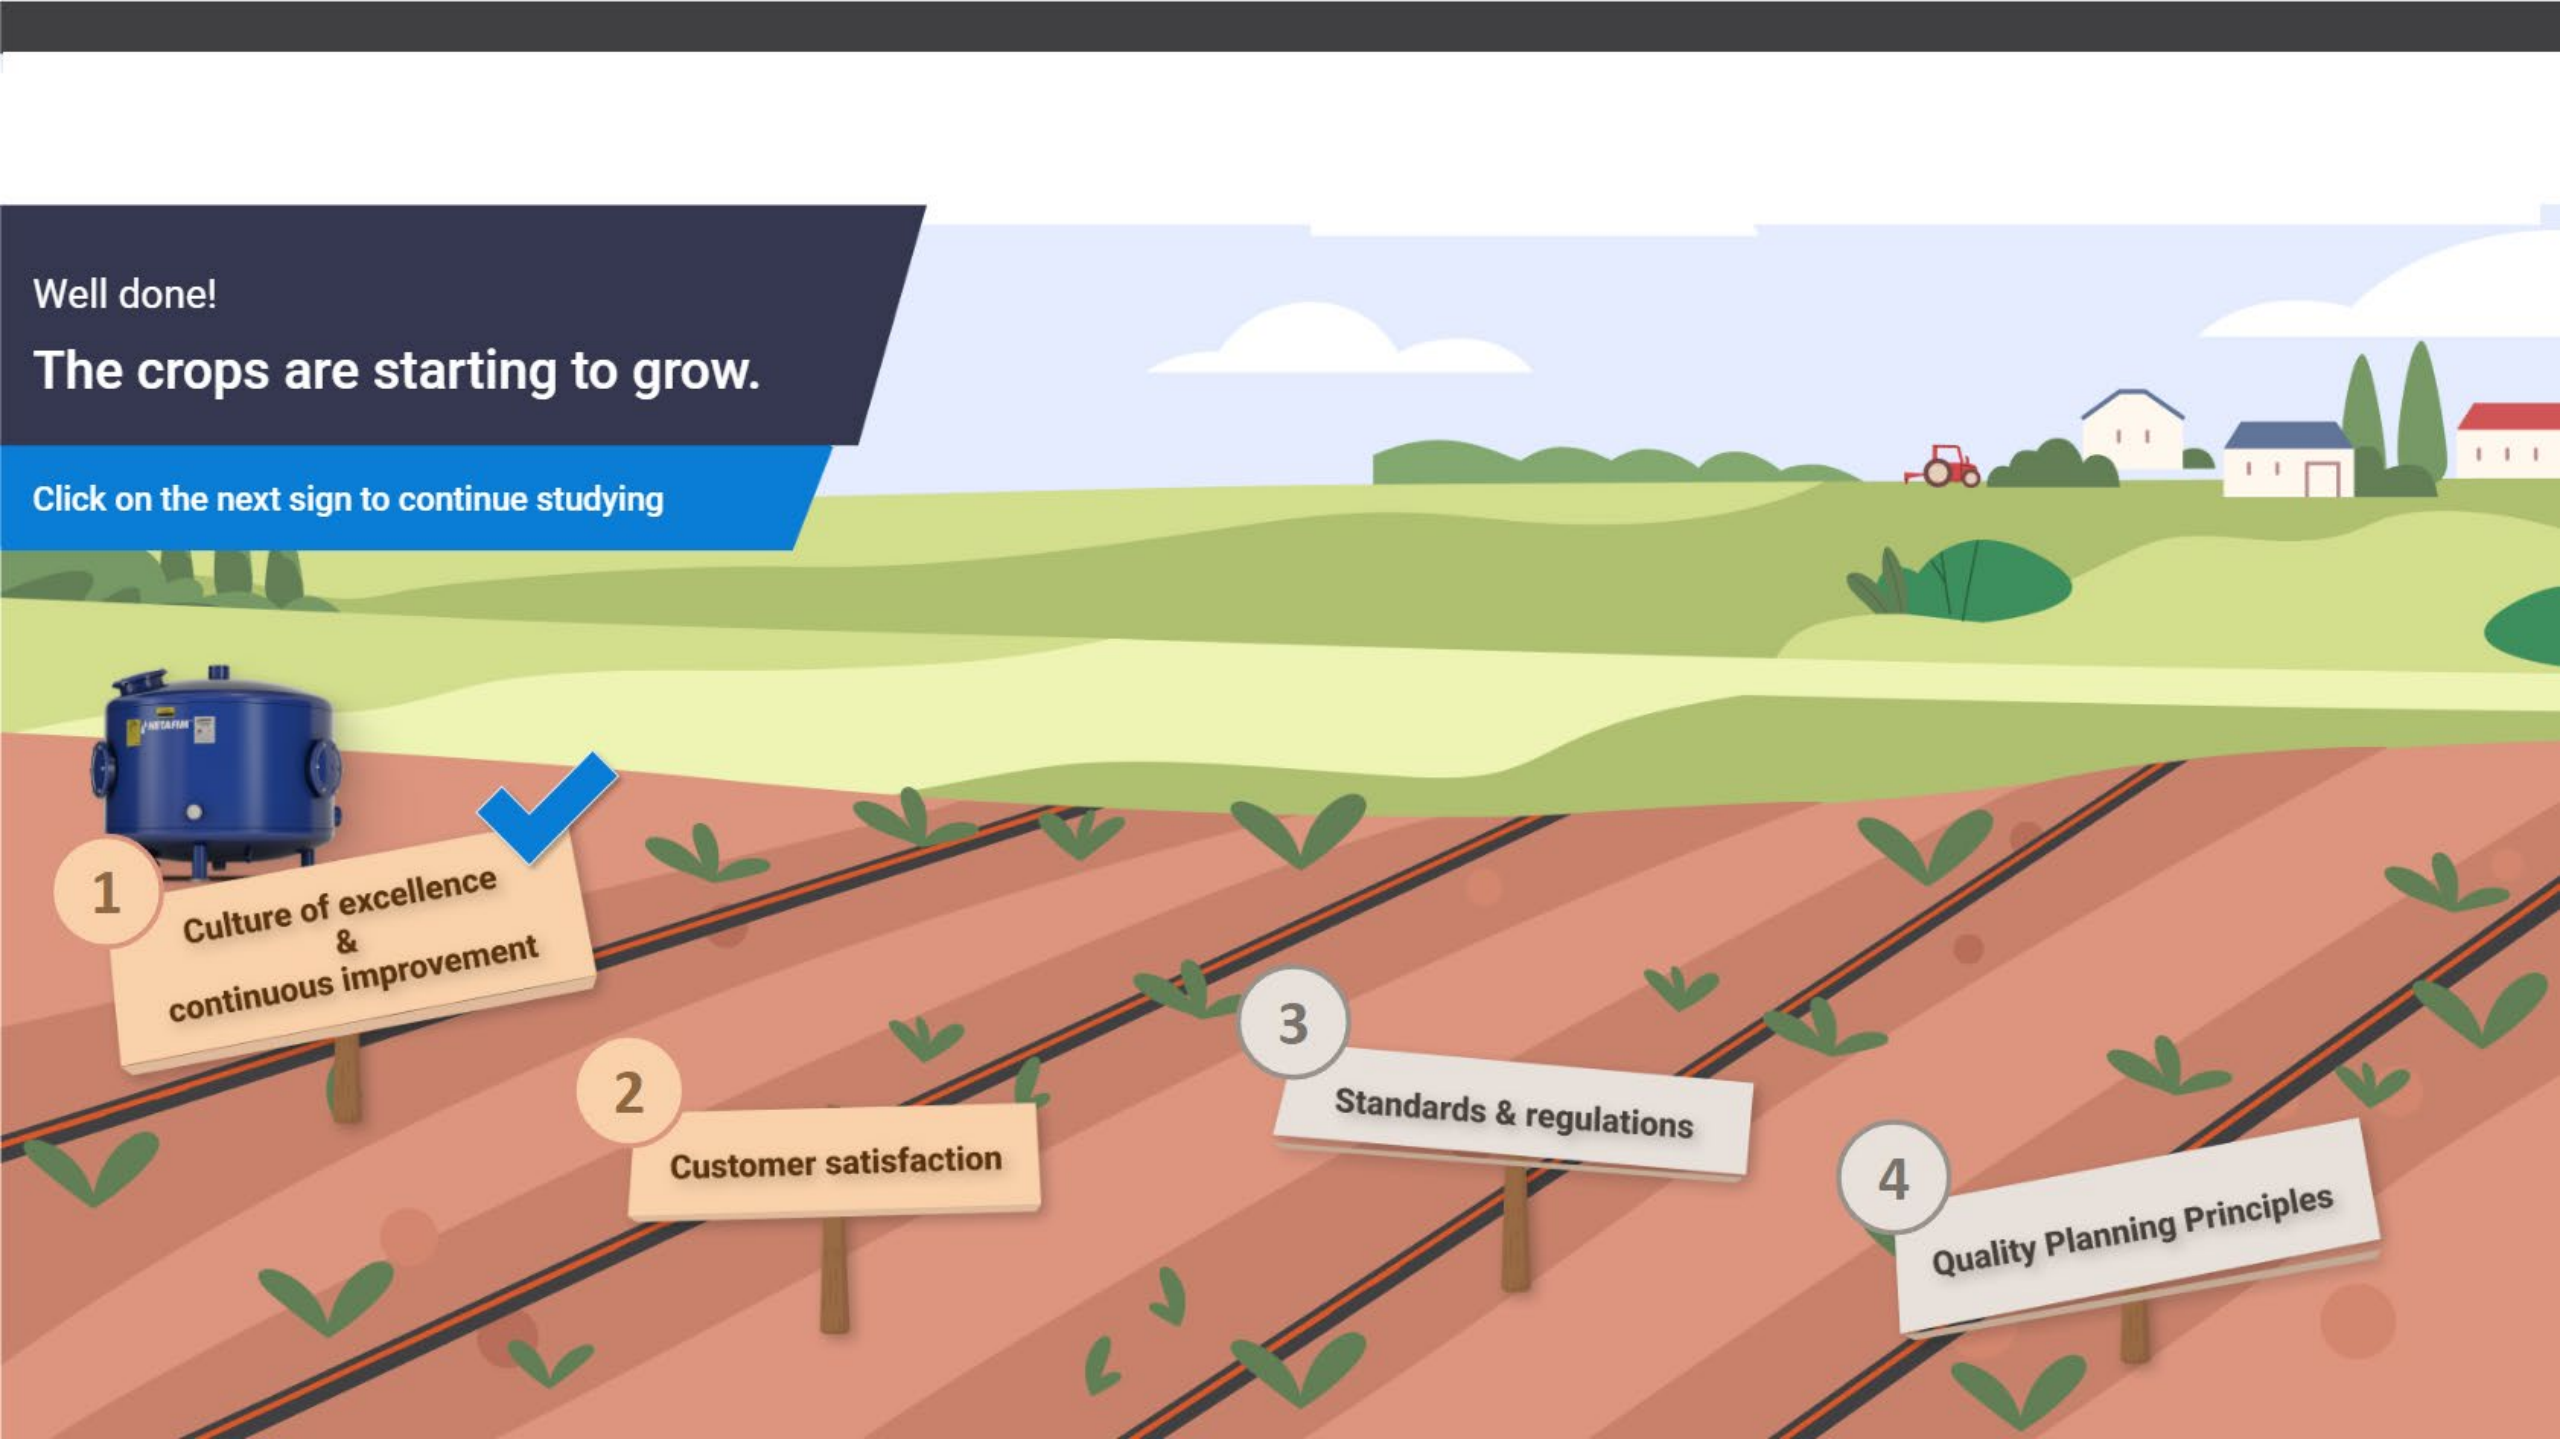 Well done!
The crops are starting to grow.
Click on the next sign to continue studying
NETAFIM
1
Culture of excellence
&
continuous improvement
2
Customer satisfaction
3
Standards & regulations
4
Quality Planning Principles